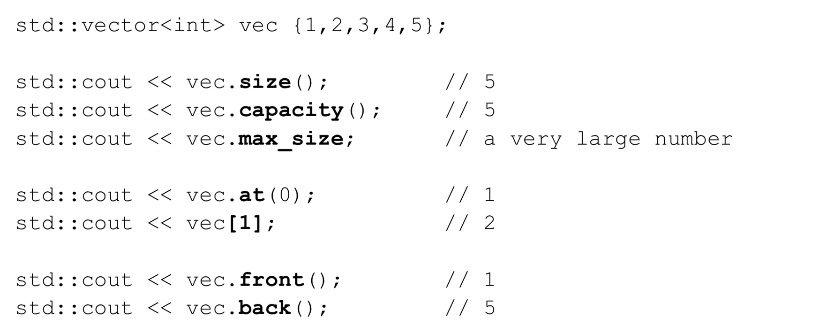 std::vector<int> vec {1,2,3,4,5};
std::cout << vec.size(); // 5
std::cout << vec.capacity(); // 5
std::cout << vec.max_size; // a very large number
std::cout << vec.at(0); // 1
std::cout << vec[1]; // 2
std::cout << vec.front(); // 1
std::cout << vec.back(); // 5